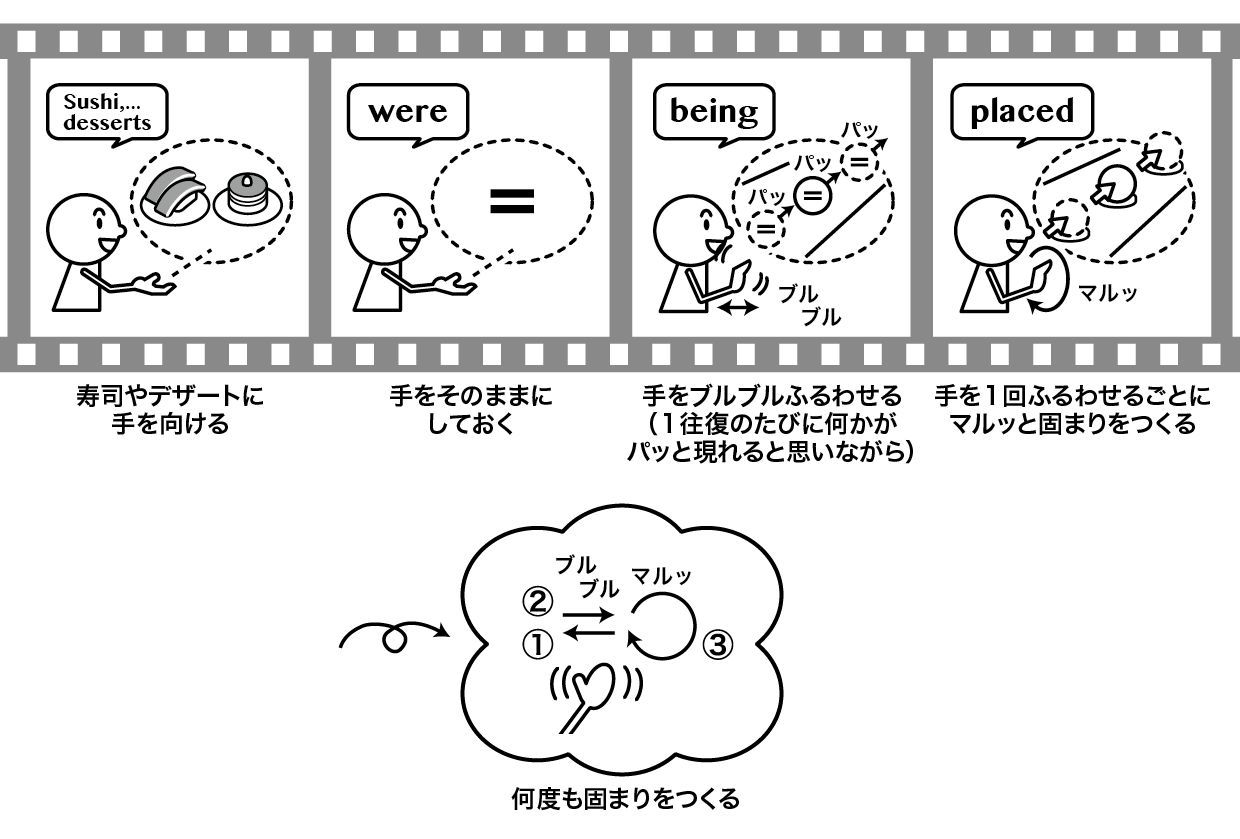 Sushi,...
desserts
were
being
パッ
パッ
パッ
ブル
ブル
placed
マルッ
寿司やデザートに
手を向ける
手をそのままに
しておく
手をブルブルふるわせる
（1往復のたびに何かが
パッと現れると思いながら）
手を1回ふるわせるごとに
マルッと固まりをつくる
ブル
ブル
マルッ
②
①
③
何度も固まりをつくる